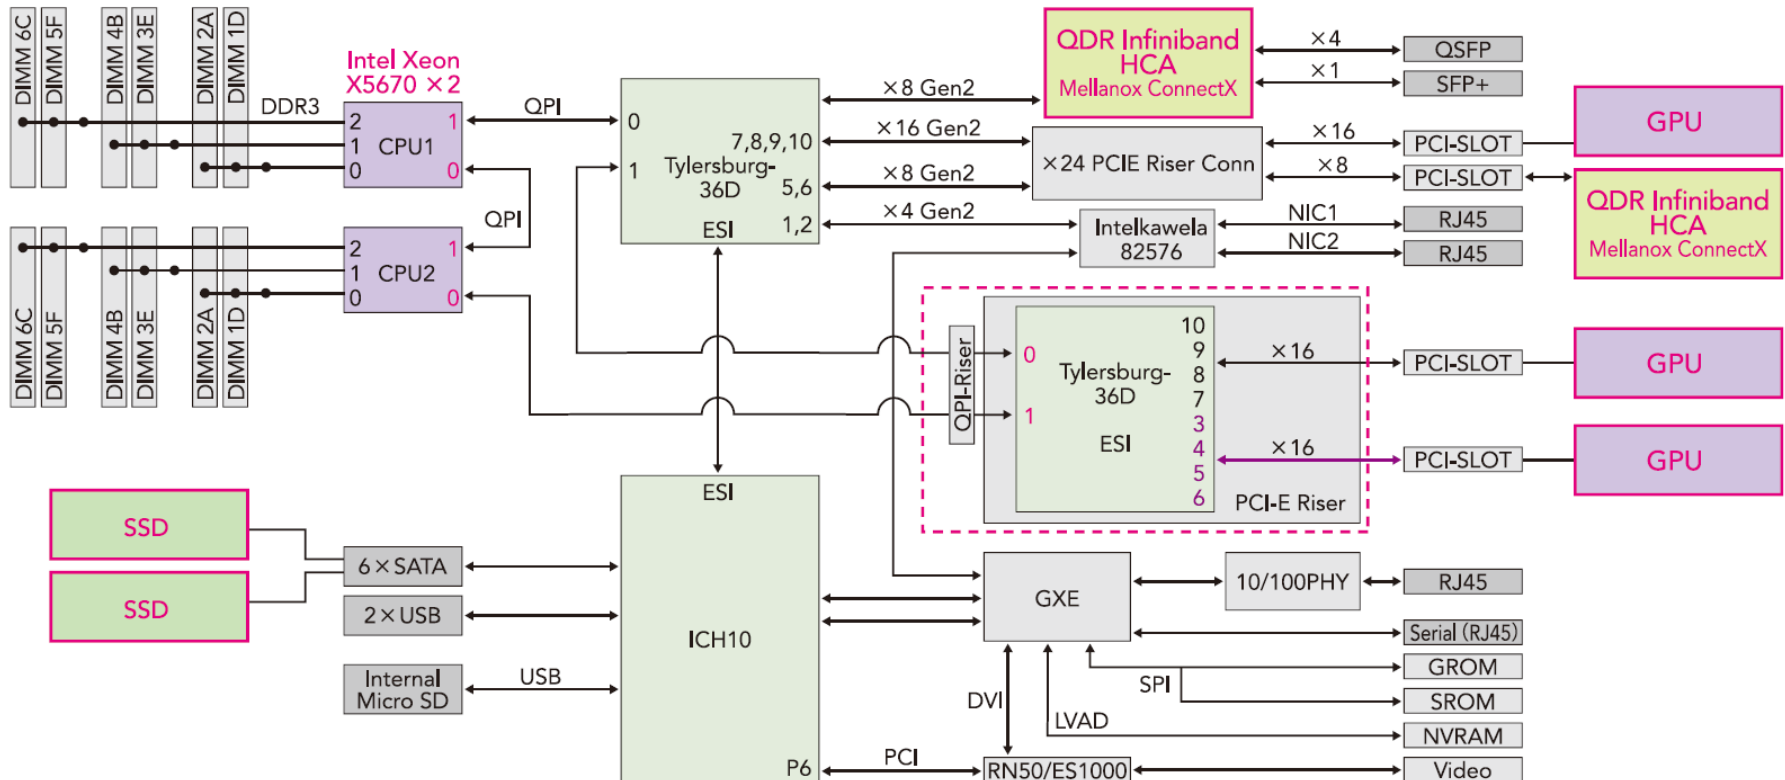 DIMM 6C
DIMM 5F
DIMM 4B
DIMM 3E
DIMM 2A
DIMM 1D
Intel Xeon
X5670 ×2
DDR3
2
1
0
CPU1
1
0
QPI
QPI
DIMM 6C
DIMM 5F
DIMM 4B
DIMM 3E
DIMM 2A
DIMM 1D
2
1
0
CPU2
1
0
0
1
7,8,9,10
Tylersburg-
36D
5,6
1,2
ESI
×8 Gen2
×16 Gen2
×8 Gen2
×4 Gen2
QDR Infiniband
HCA
Mellanox ConnectX
×4
×1
QSFP
SFP+
×24 PCIE Riser Conn
×16
×8
PCI-SLOT
PCI-SLOT
GPU
QDR Infiniband
HCA
Mellanox ConnectX
Intelkawela
82576
NIC1
NIC2
RJ45
RJ45
QPI-Riser
0
1
Tylersburg-
36D
ESI
10
9
8
7
3
4
5
6
×16
×16
PCI-E Riser
PCI-SLOT
GPU
PCI-SLOT
GPU
SSD
SSD
6×SATA
2×USB
Internal
Micro SD
USB
ESI
ICH10
P6
PCI
GXE
10/100PHY
RJ45
Serial (RJ45)
GROM
SPI
SROM
DVI
LVAD
NVRAM
RN50/ES1000
Video